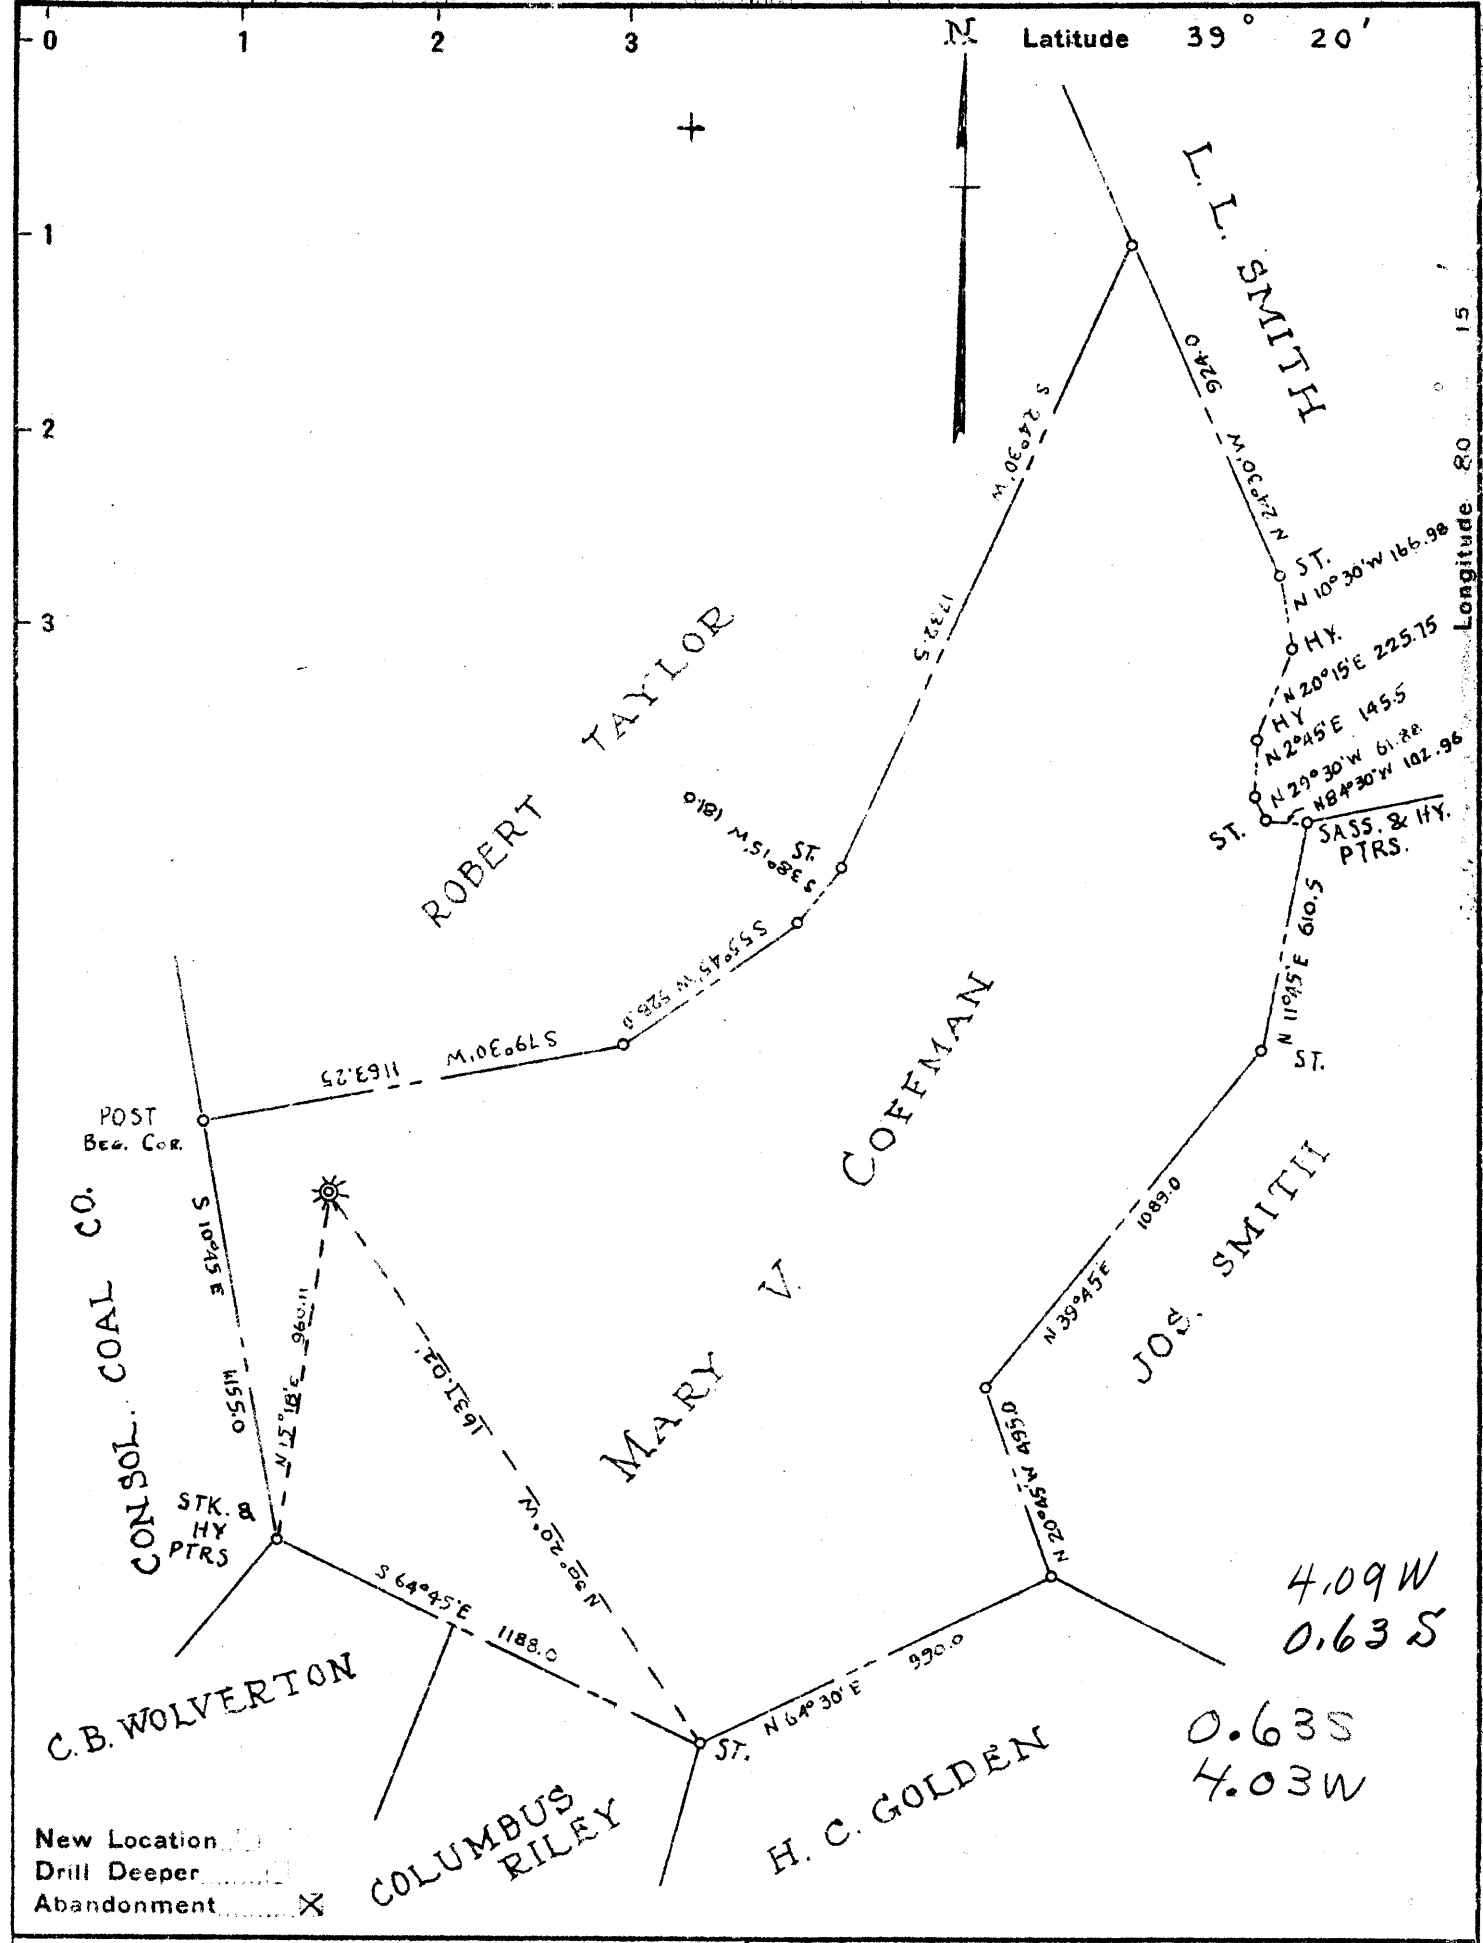 0 1 2 3 N Latitude 39° 20'
1
2
3
Longitude 80° 15'
L. L. SMITH
924.0 N 24°30'W
ST.
N 10°30'W 166.98
HY.
N 20°15'E 225.75
HY
N 2°45'E 145.5
N 29°30'W 61.88
N 84°30'W 102.96
ST.
SASS. & HY.
PTRS.
N 11°45'E 610.5
ST.
S 24°30'W
1732.5
ROBERT TAYLOR
ST.
S 38°15'W 181.0
S 55°45'W 528.0
S 79°30'W 1163.25
POST
BEG. COR.
CONSOL. COAL CO.
S 10°45 E
1155.0
STK. &
HY
PTRS
1631.02'
N 30°20'W
MARY V. COFFMAN
N 39°45'E 1089.0
JOS. SMITH
N 20°45'W 495.0
N 64°30'E 990.0
S 64°45'E 1188.0
ST.
C.B. WOLVERTON
COLUMBUS
RILEY
H. C. GOLDEN
4.09 W
0.63 S
0.63 S
4.03 W
New Location
Drill Deeper
Abandonment X